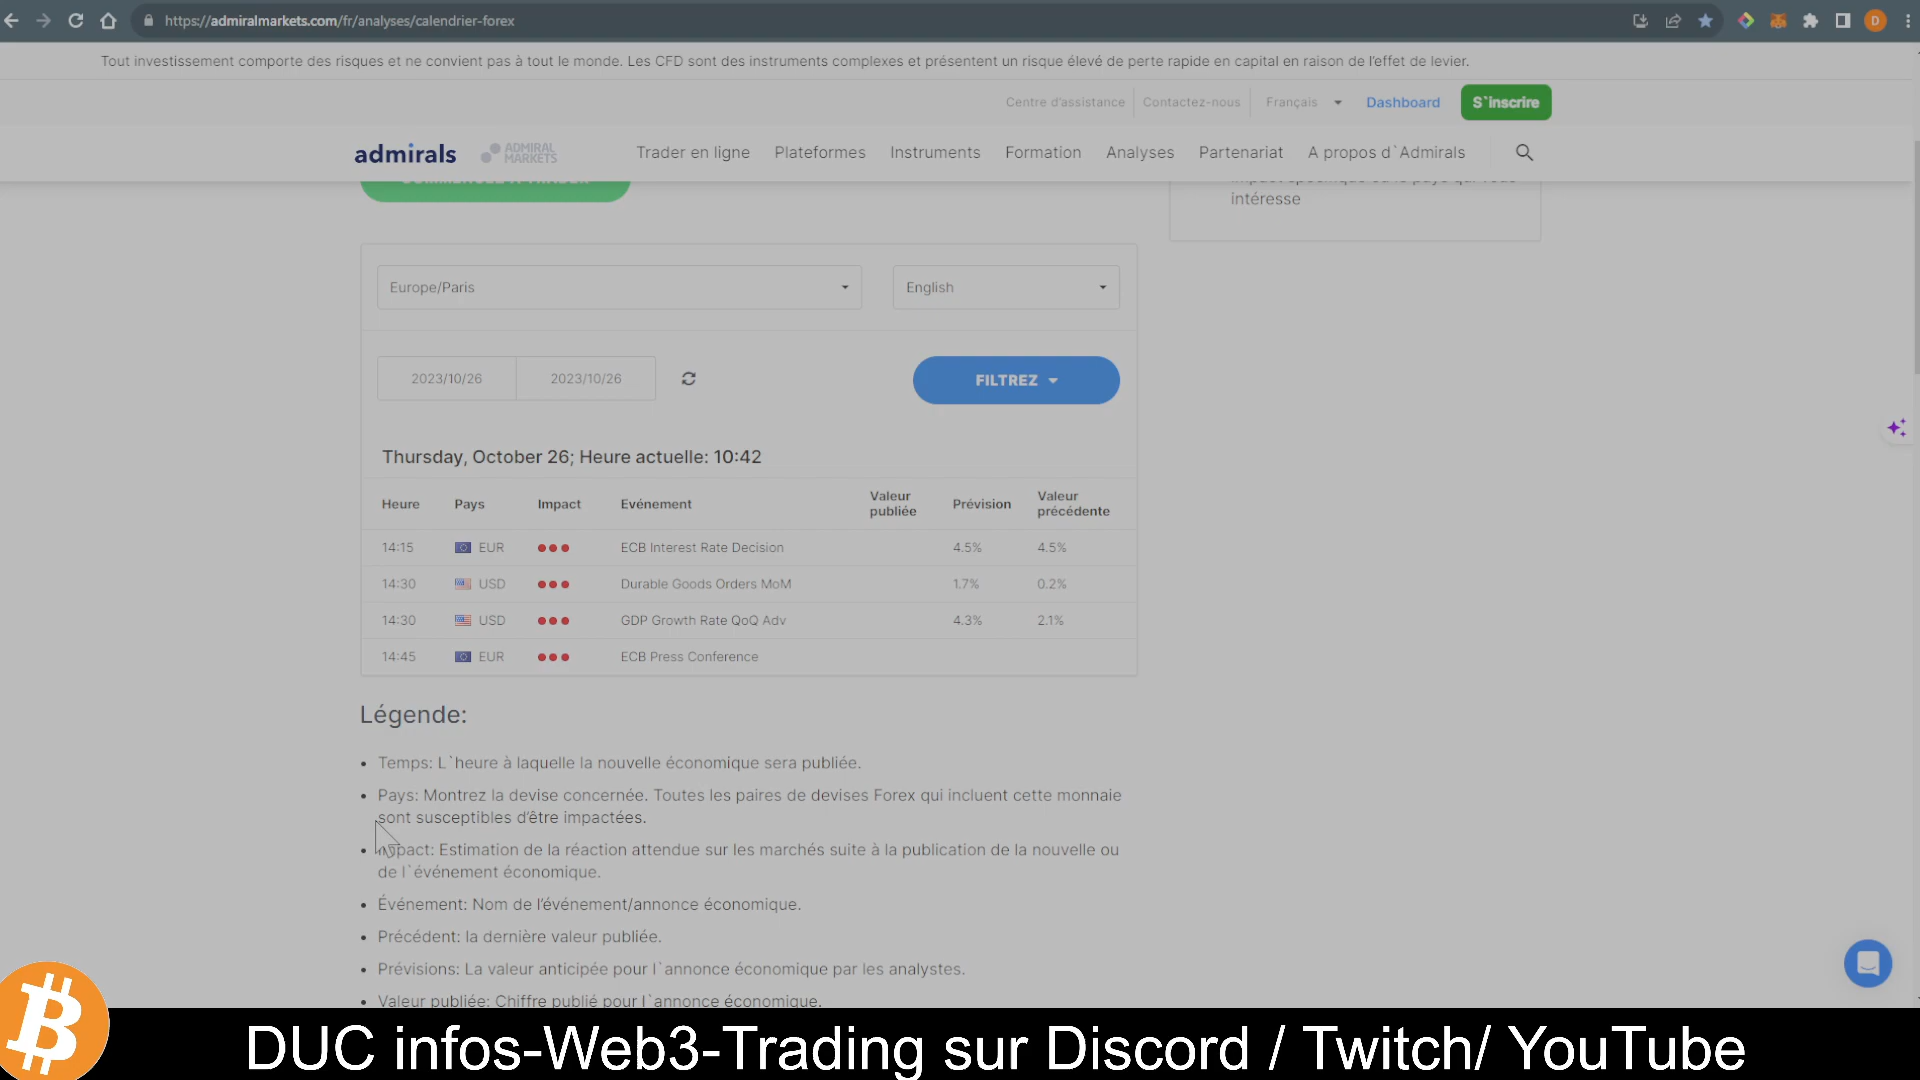 https://admiralmarkets.com/fr/analyses/calendrier-forex
D
Tout investissement comporte des risques et ne convient pas à tout le monde. Les CFD sont des instruments complexes et présentent un risque élevé de perte rapide en capital en raison de l'effet de levier.
Centre d'assistance Contactez-nous Français Dashboard S`inscrire
admirals ADMIRAL MARKETS Trader en ligne Plateformes Instruments Formation Analyses Partenariat A propos d`Admirals
intéresse
Europe/Paris English
2023/10/26 2023/10/26 FILTREZ
Thursday, October 26; Heure actuelle: 10:42
Heure Pays Impact Evénement Valeur publiée Prévision Valeur précédente
14:15 EUR ECB Interest Rate Decision 4.5% 4.5%
14:30 USD Durable Goods Orders MoM 1.7% 0.2%
14:30 USD GDP Growth Rate QoQ Adv 4.3% 2.1%
14:45 EUR ECB Press Conference
Légende:
• Temps: L`heure à laquelle la nouvelle économique sera publiée.
• Pays: Montrez la devise concernée. Toutes les paires de devises Forex qui incluent cette monnaie
sont susceptibles d'être impactées.
• Impact: Estimation de la réaction attendue sur les marchés suite à la publication de la nouvelle ou
de l`événement économique.
• Événement: Nom de l'événement/annonce économique.
• Précédent: la dernière valeur publiée.
• Prévisions: La valeur anticipée pour l`annonce économique par les analystes.
• Valeur publiée: Chiffre publié pour l`annonce économique.
DUC infos-Web3-Trading sur Discord / Twitch/ YouTube